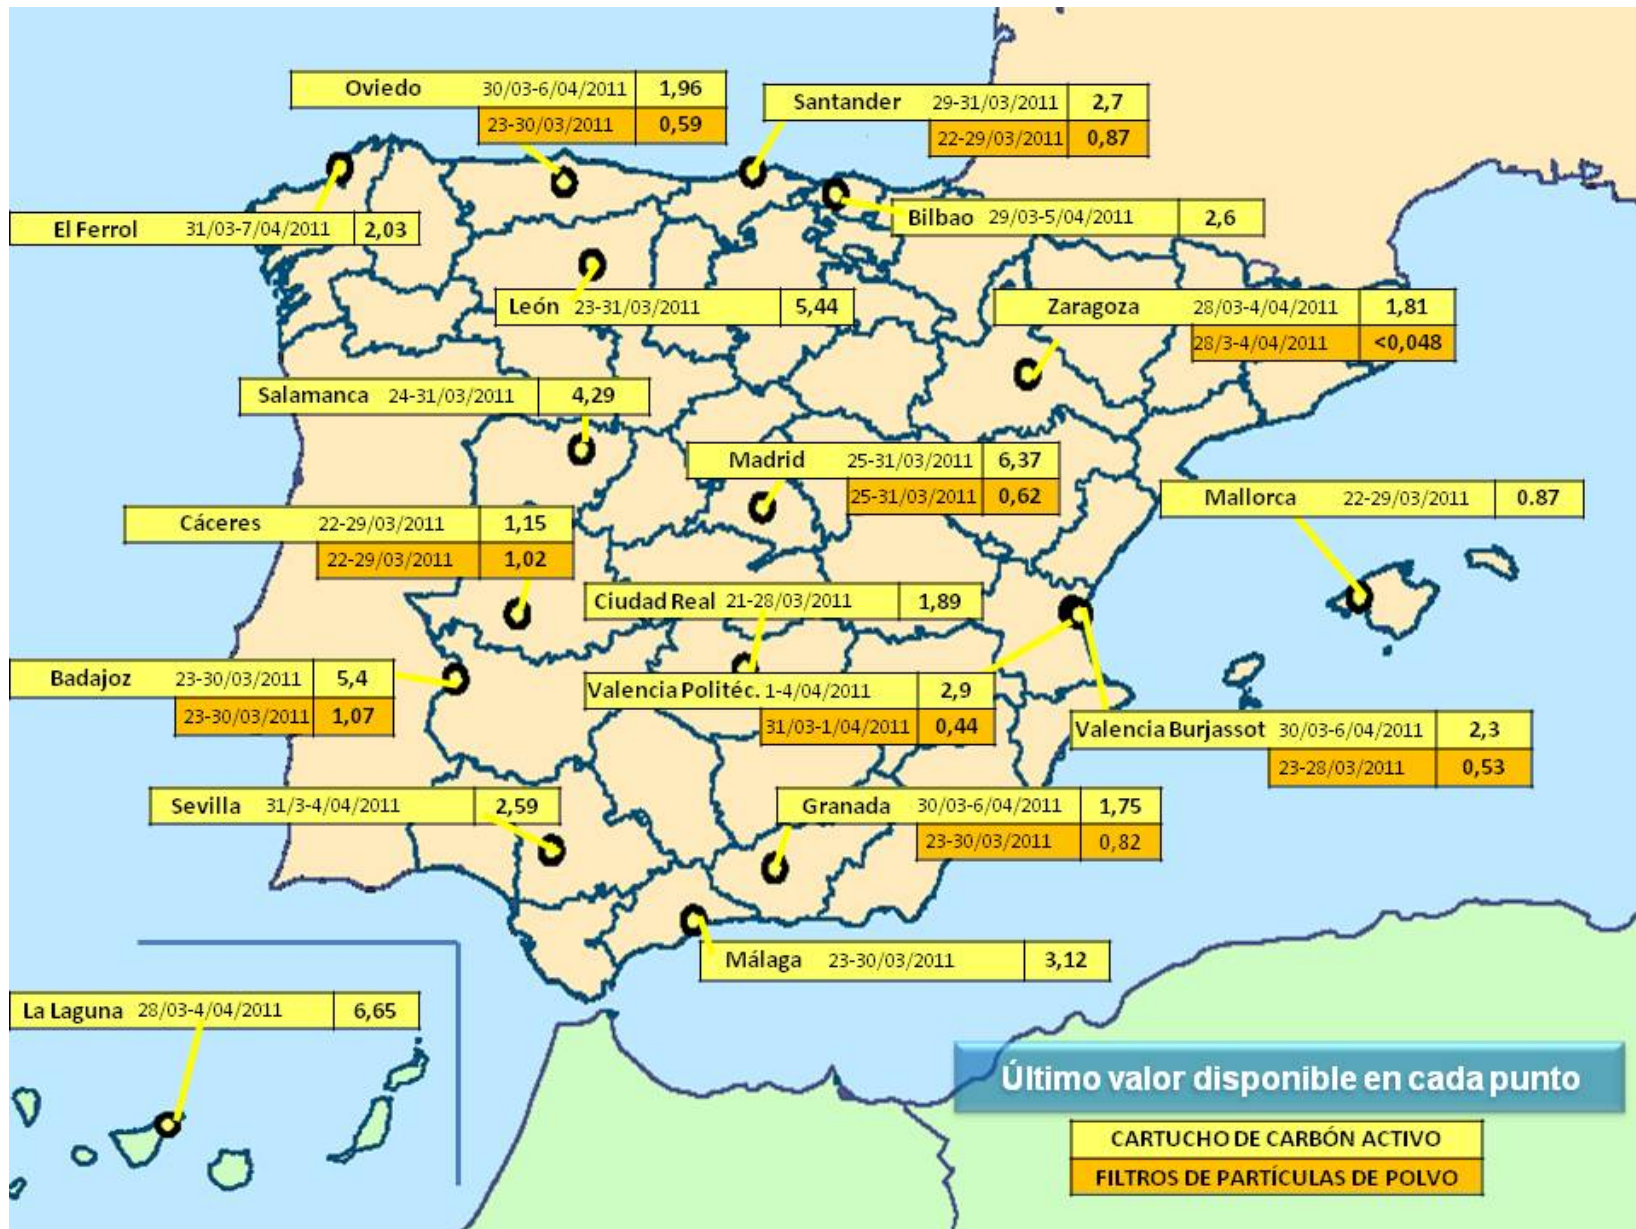 Oviedo 30/03-6/04/2011 1,96
23-30/03/2011 0,59
Santander 29-31/03/2011 2,7
22-29/03/2011 0,87
El Ferrol 31/03-7/04/2011 2,03
Bilbao 29/03-5/04/2011 2,6
León 23-31/03/2011 5,44
Zaragoza 28/03-4/04/2011 1,81
28/3-4/04/2011 <0,048
Salamanca 24-31/03/2011 4,29
Madrid 25-31/03/2011 6,37
25-31/03/2011 0,62
Mallorca 22-29/03/2011 0.87
Cáceres 22-29/03/2011 1,15
22-29/03/2011 1,02
Ciudad Real 21-28/03/2011 1,89
Badajoz 23-30/03/2011 5,4
23-30/03/2011 1,07
Valencia Politéc. 1-4/04/2011 2,9
31/03-1/04/2011 0,44
Valencia Burjassot 30/03-6/04/2011 2,3
23-28/03/2011 0,53
Sevilla 31/3-4/04/2011 2,59
Granada 30/03-6/04/2011 1,75
23-30/03/2011 0,82
Málaga 23-30/03/2011 3,12
La Laguna 28/03-4/04/2011 6,65
Último valor disponible en cada punto
CARTUCHO DE CARBÓN ACTIVO
FILTROS DE PARTÍCULAS DE POLVO